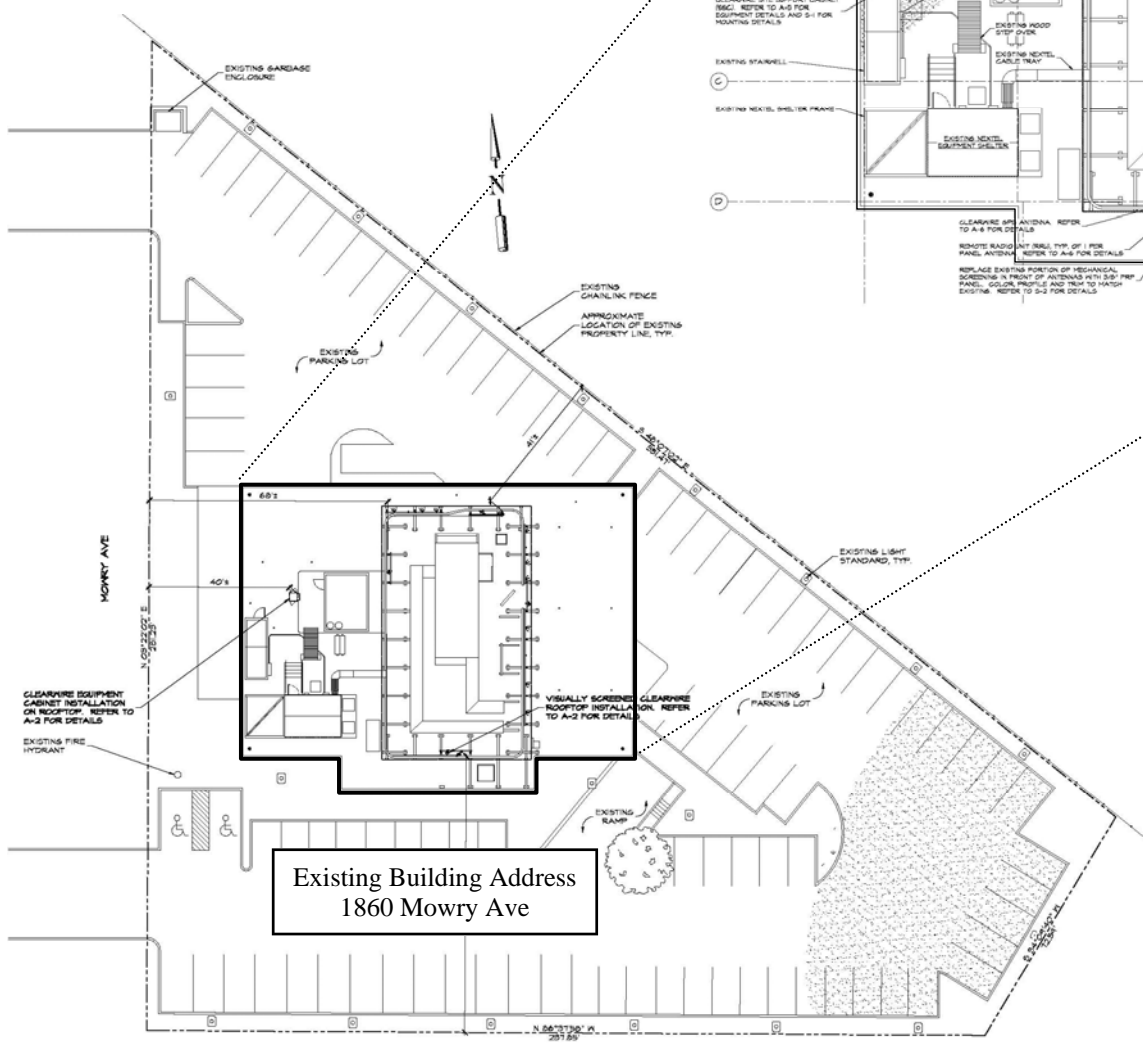 (BBC). REFER TO A-5 FOR
EQUIPMENT DETAILS AND S-1 FOR
MOUNTING DETAILS
EXISTING WOOD
STEP OVER
EXISTING STAIRWELL
EXISTING NEXTEL
CABLE TRAY
C
EXISTING NEXTEL SHELTER FRAME
EXISTING NEXTEL
EQUIPMENT SHELTER
D
CLEARWIRE GPS ANTENNA. REFER
TO A-6 FOR DETAILS
REMOTE RADIO UNIT (RRU), TYP. OF 1 PER
PANEL ANTENNA. REFER TO A-6 FOR DETAILS
REPLACE EXISTING PORTION OF MECHANICAL
SCREENING IN FRONT OF ANTENNAS WITH 3/8" FRP
PANEL. COLOR, PROFILE AND TRIM TO MATCH
EXISTING. REFER TO S-2 FOR DETAILS
EXISTING GARBAGE
ENCLOSURE
N
EXISTING
CHAINLINK FENCE
APPROXIMATE
LOCATION OF EXISTING
PROPERTY LINE, TYP.
EXISTING
PARKING LOT
41'±
68'±
40'±
MOWRY AVE
EXISTING LIGHT
STANDARD, TYP.
CLEARWIRE EQUIPMENT
CABINET INSTALLATION
ON ROOFTOP. REFER TO
A-2 FOR DETAILS
VISUALLY SCREENED CLEARWIRE
ROOFTOP INSTALLATION. REFER
TO A-2 FOR DETAILS
EXISTING
PARKING LOT
EXISTING FIRE
HYDRANT
EXISTING
RAMP
Existing Building Address
1860 Mowry Ave